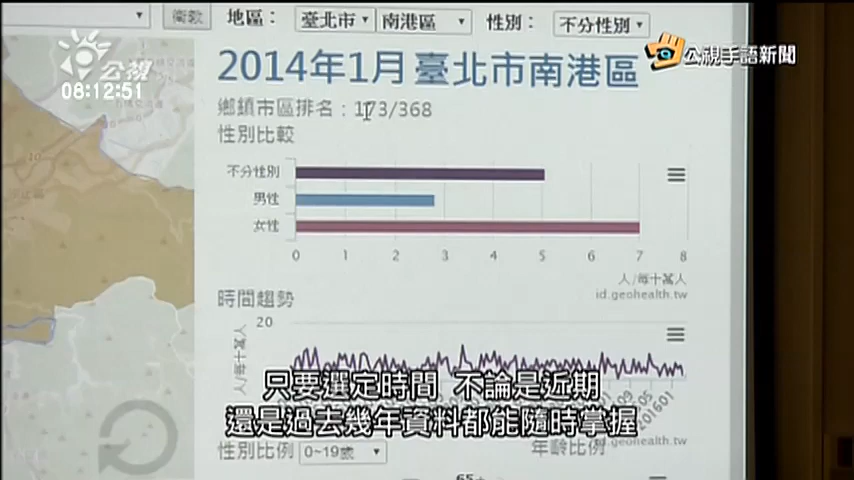 衛教 地區： 臺北市 南港區 性別： 不分性別
公視手語新聞
公視
08:12:51
2014年1月 臺北市南港區
鄉鎮市區排名：173/368
性別比較
不分性別
男性
女性
0 1 2 3 4 5 6 7 8
人/每十萬人
id.geohealth.tw
時間趨勢
20
人/每十萬人
201601
只要選定時間 不論是近期
還是過去幾年資料都能隨時掌握
id.geohealth.tw
性別比例 0~19歲 年齡比例
65+